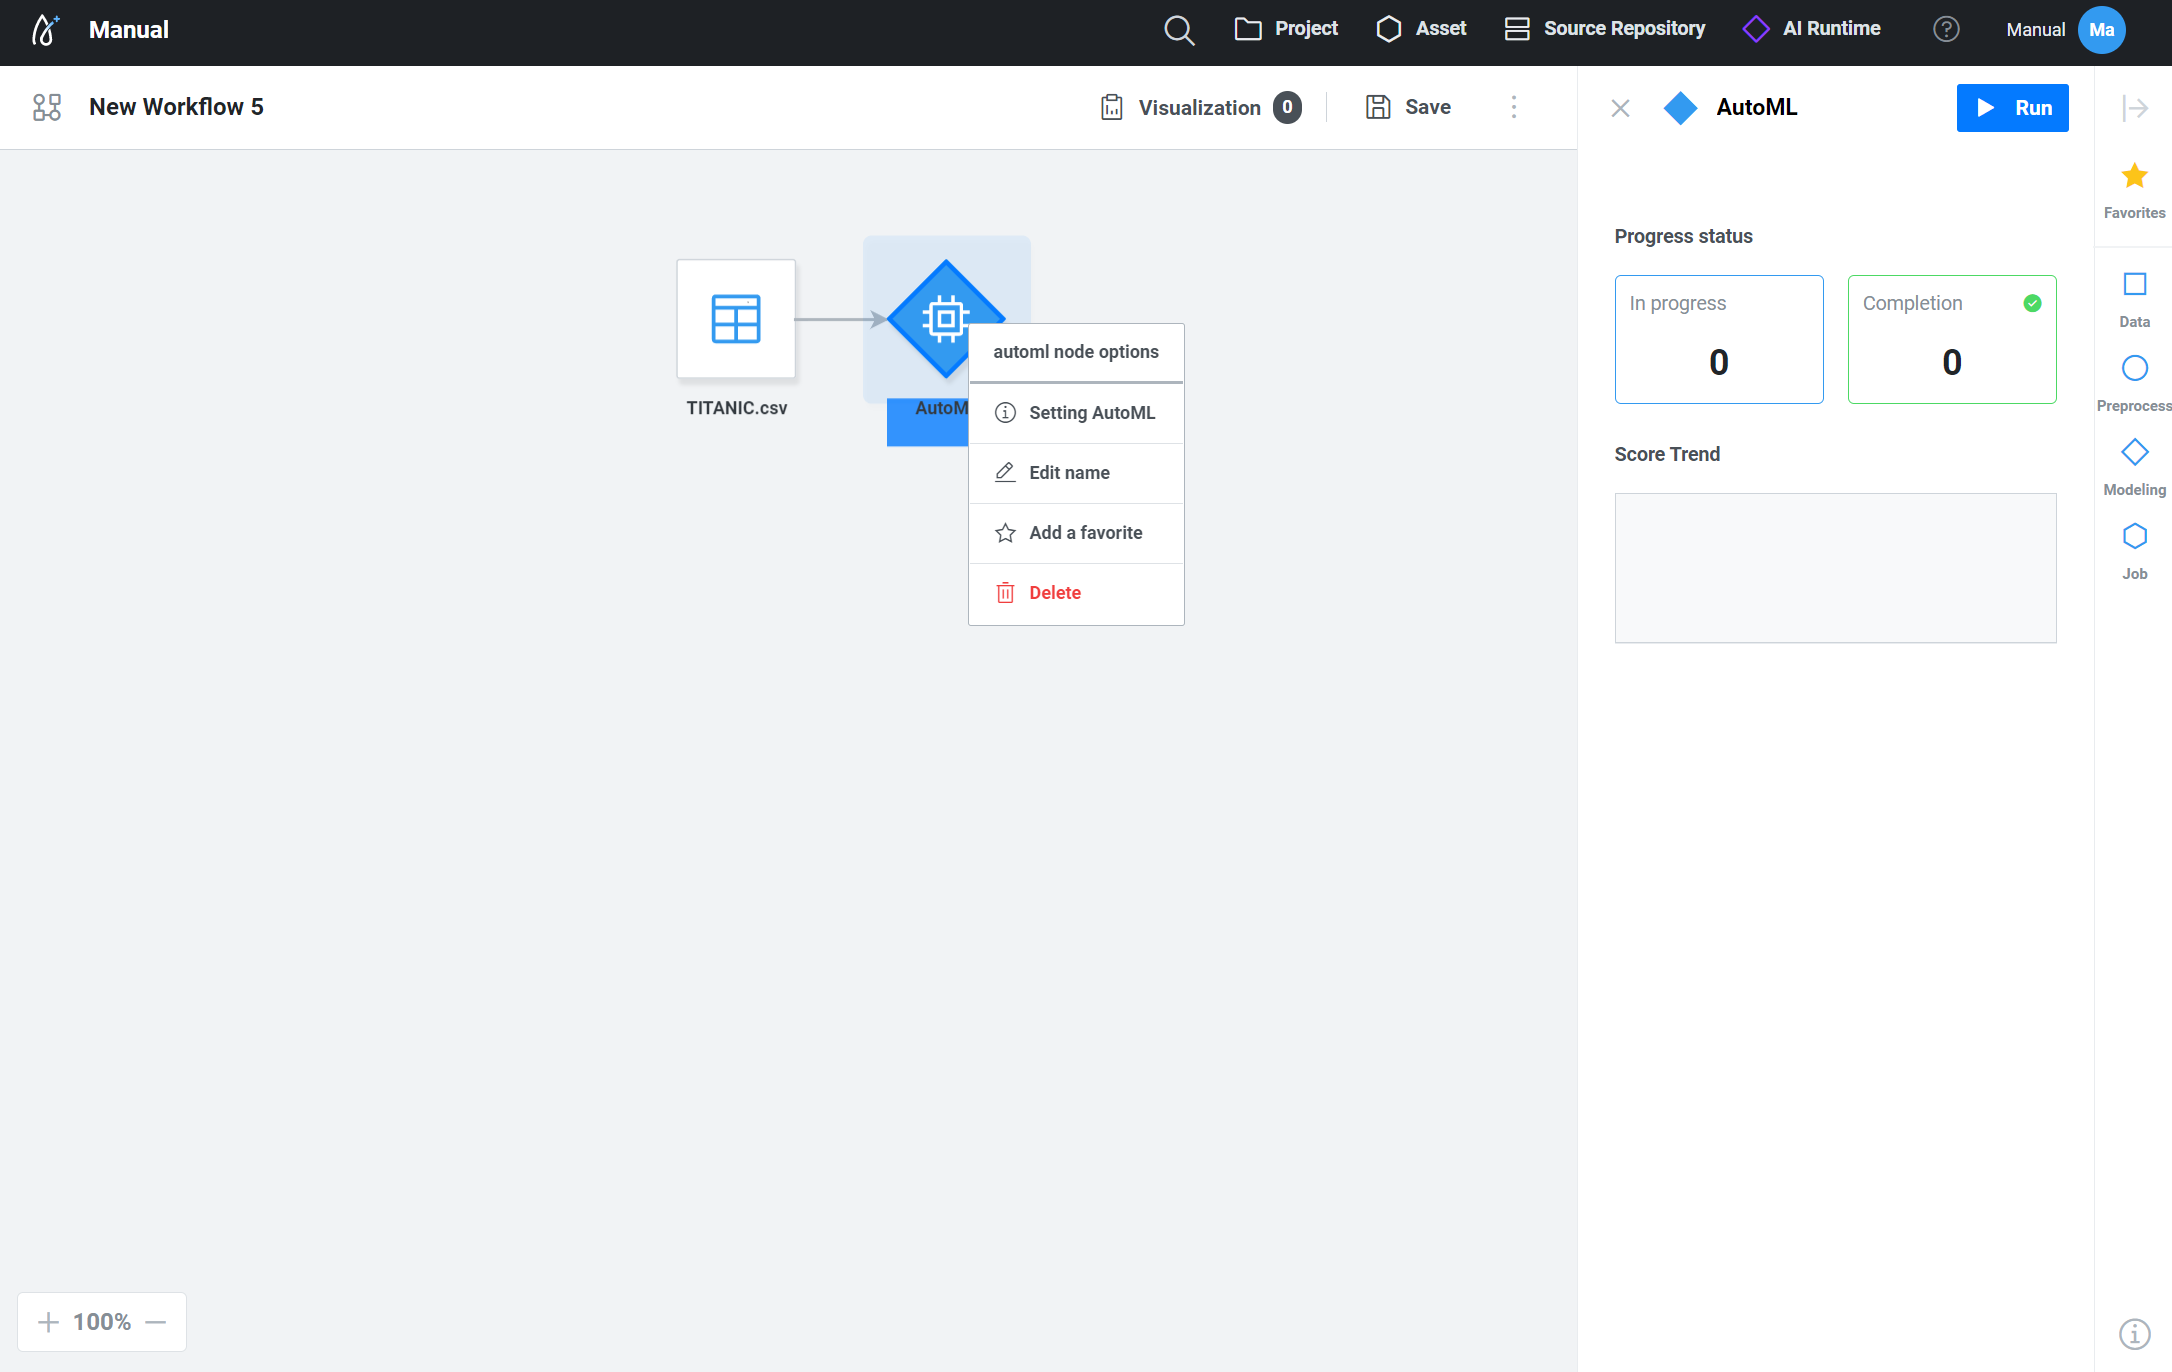 Manual
Project
Asset
Source Repository
AI Runtime
Manual
Ma
New Workflow 5
Visualization 0
Save
AutoML
Run
Favorites
Data
Preprocess
Modeling
Job
Progress status
In progress
0
Completion
0
Score Trend
TITANIC.csv
AutoM
automl node options
Setting AutoML
Edit name
Add a favorite
Delete
100%